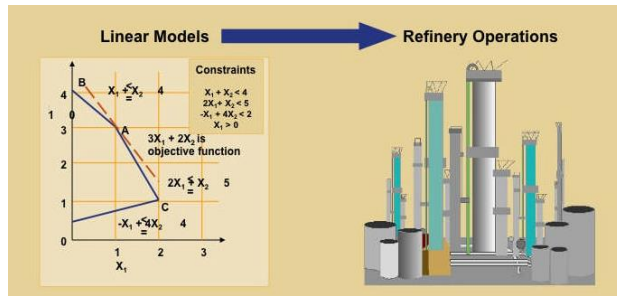 Linear Models
Refinery Operations
Constraints
X1 + X2 < 4
2X1+ X2 < 5
-X1 + 4X2 < 2
X1 > 0
B
X1 + X2 ≤ 4
4
1 0
A
3
3X1 + 2X2 is
objective function
2
2X1 + X2 ≤ 5
1
C
-X1 + 4X2 ≤ 4
0
1 2 3
X1